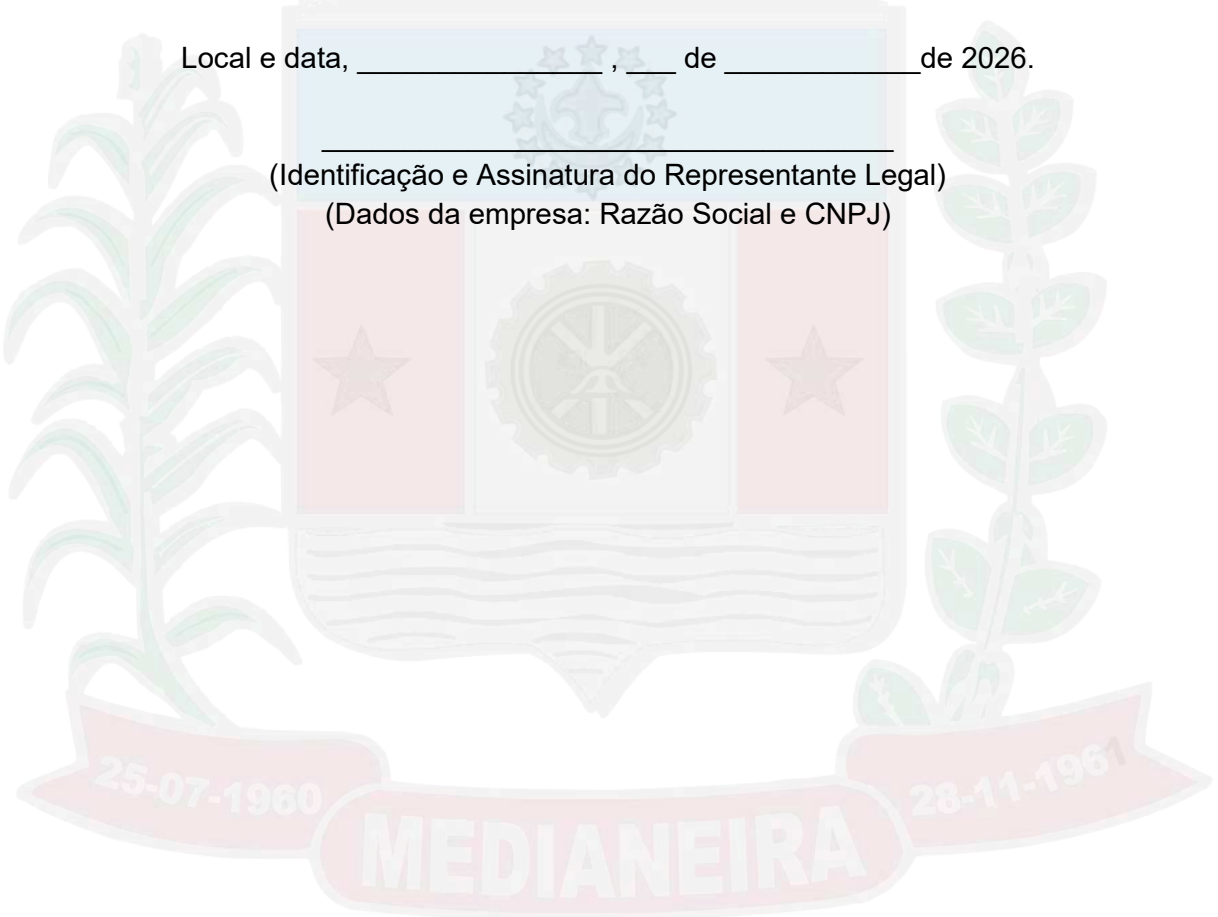 Local e data, _______________ , ___ de ____________de 2026.
___________________________________
(Identificação e Assinatura do Representante Legal)
(Dados da empresa: Razão Social e CNPJ)
25-07-1960
28-11-1961
MEDIANEIRA